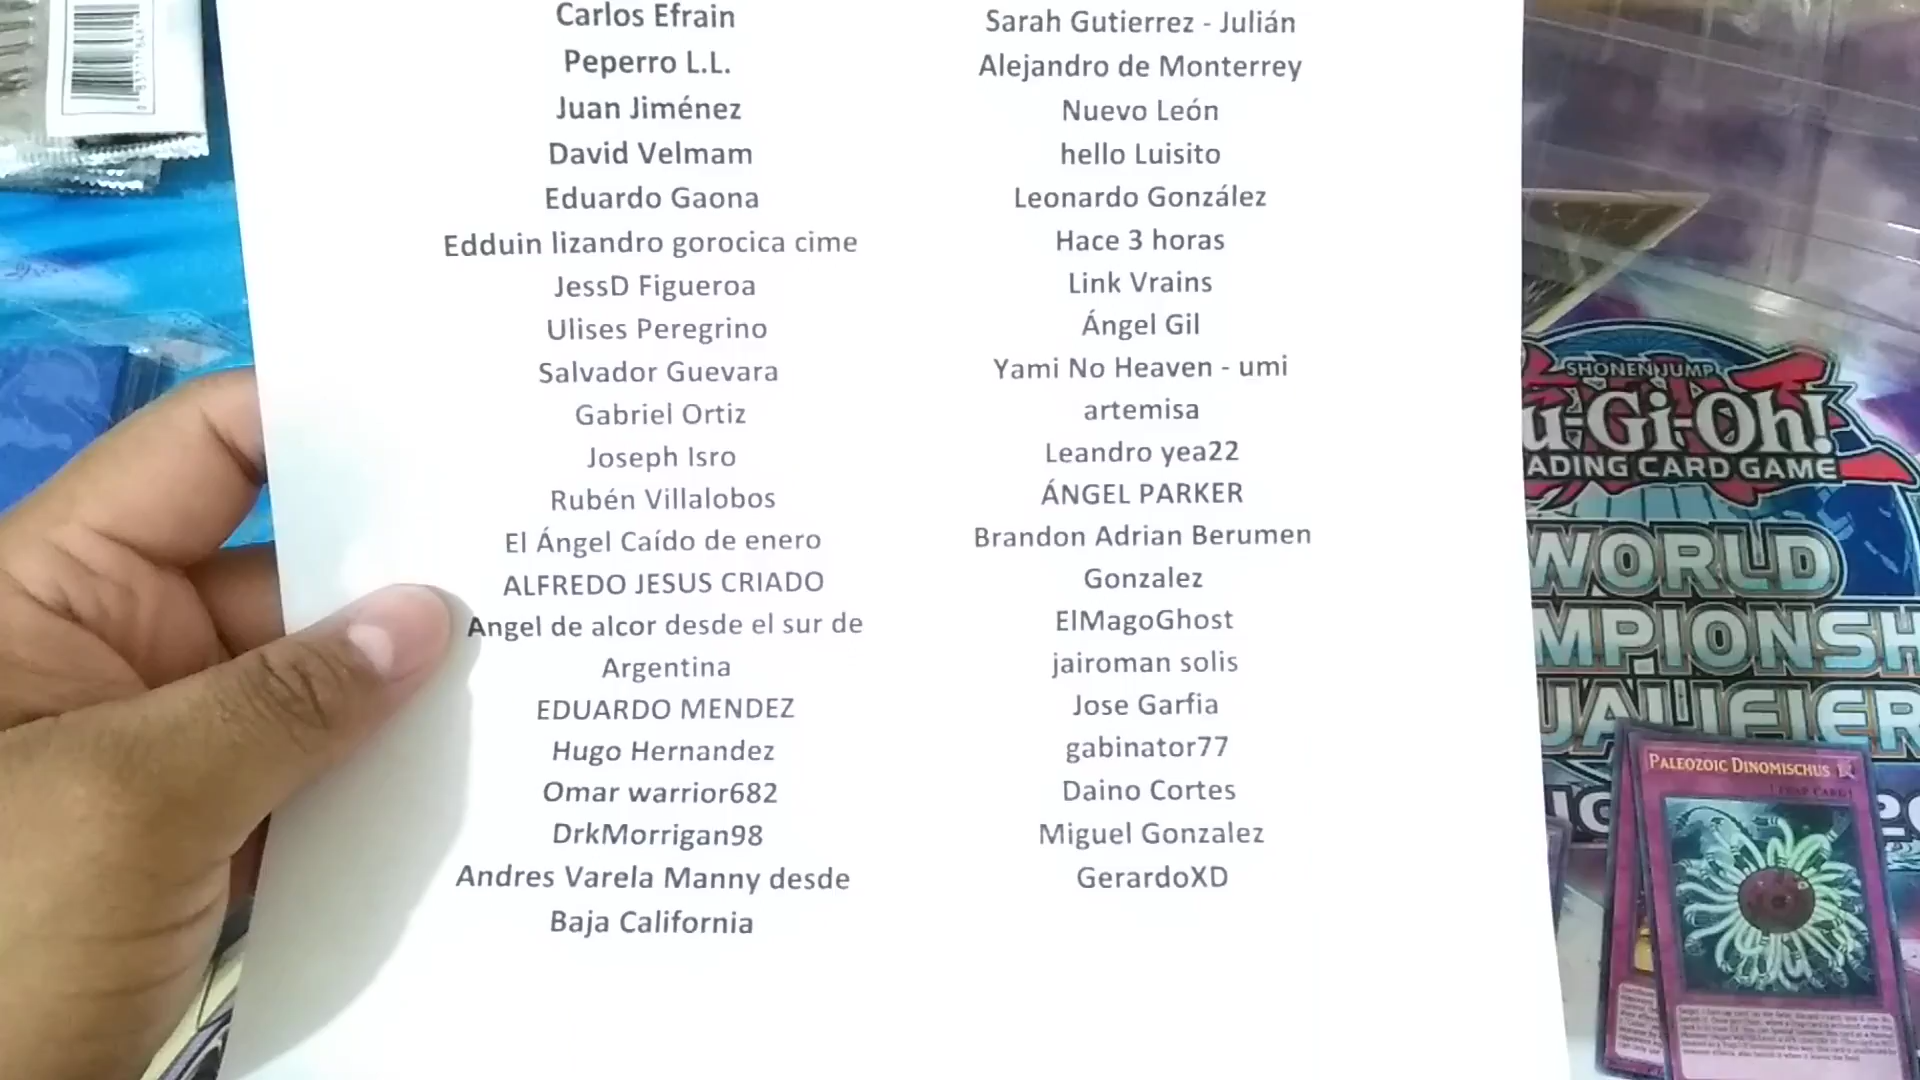 Carlos Efrain
Peperro L.L.
Juan Jiménez
David Velmam
Eduardo Gaona
Edduin lizandro gorocica cime
JessD Figueroa
Ulises Peregrino
Salvador Guevara
Gabriel Ortiz
Joseph Isro
Rubén Villalobos
El Ángel Caído de enero
ALFREDO JESUS CRIADO
Angel de alcor desde el sur de
Argentina
EDUARDO MENDEZ
Hugo Hernandez
Omar warrior682
DrkMorrigan98
Andres Varela Manny desde
Baja California
Sarah Gutierrez - Julián
Alejandro de Monterrey
Nuevo León
hello Luisito
Leonardo González
Hace 3 horas
Link Vrains
Ángel Gil
Yami No Heaven - umi
artemisa
Leandro yea22
ÁNGEL PARKER
Brandon Adrian Berumen
Gonzalez
ElMagoGhost
jairoman solis
Jose Garfia
gabinator77
Daino Cortes
Miguel Gonzalez
GerardoXD
SHONEN JUMP
u-Gi-Oh!
ADING CARD GAME
WORLD
MPIONSH
UALIFIER
PALEOZOIC DINOMISCHUS